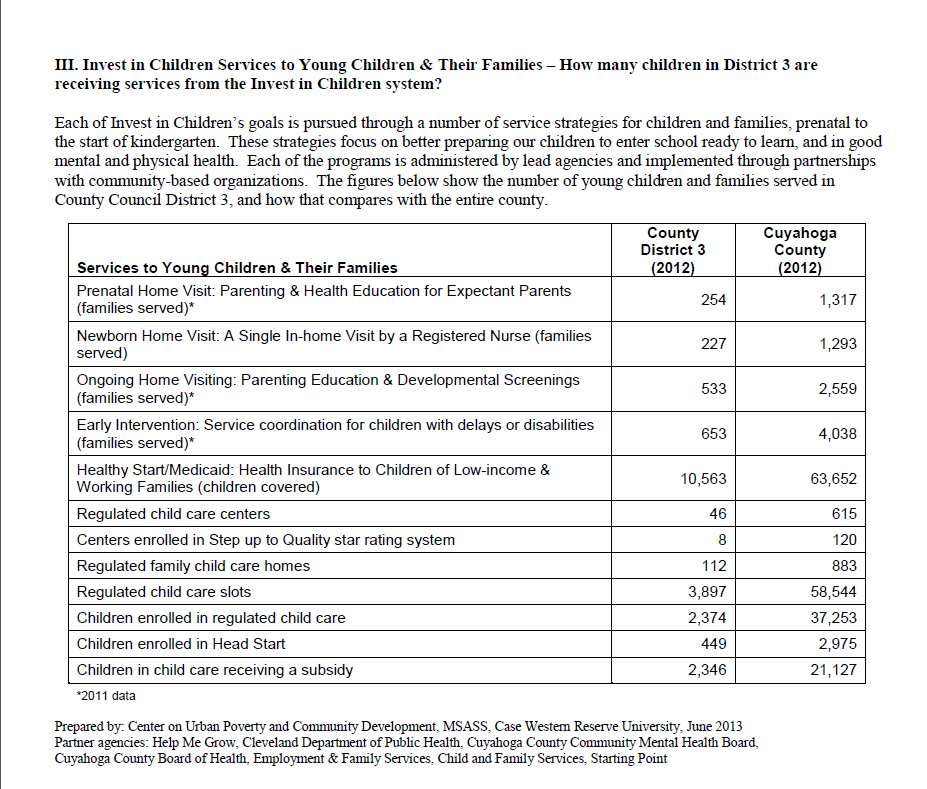 III. Invest in Children Services to Young Children & Their Families – How many children in District 3 are
receiving services from the Invest in Children system?
Each of Invest in Children's goals is pursued through a number of service strategies for children and families, prenatal to
the start of kindergarten. These strategies focus on better preparing our children to enter school ready to learn, and in good
mental and physical health. Each of the programs is administered by lead agencies and implemented through partnerships
with community-based organizations. The figures below show the number of young children and families served in
County Council District 3, and how that compares with the entire county.
Services to Young Children & Their Families
County
District 3
(2012)
Cuyahoga
County
(2012)
Prenatal Home Visit: Parenting & Health Education for Expectant Parents
(families served)*
254
1,317
Newborn Home Visit: A Single In-home Visit by a Registered Nurse (families
served)
227
1,293
Ongoing Home Visiting: Parenting Education & Developmental Screenings
(families served)*
533
2,559
Early Intervention: Service coordination for children with delays or disabilities
(families served)*
653
4,038
Healthy Start/Medicaid: Health Insurance to Children of Low-income &
Working Families (children covered)
10,563
63,652
Regulated child care centers 46 615
Centers enrolled in Step up to Quality star rating system 8 120
Regulated family child care homes 112 883
Regulated child care slots 3,897 58,544
Children enrolled in regulated child care 2,374 37,253
Children enrolled in Head Start 449 2,975
Children in child care receiving a subsidy 2,346 21,127
*2011 data
Prepared by: Center on Urban Poverty and Community Development, MSASS, Case Western Reserve University, June 2013
Partner agencies: Help Me Grow, Cleveland Department of Public Health, Cuyahoga County Community Mental Health Board,
Cuyahoga County Board of Health, Employment & Family Services, Child and Family Services, Starting Point